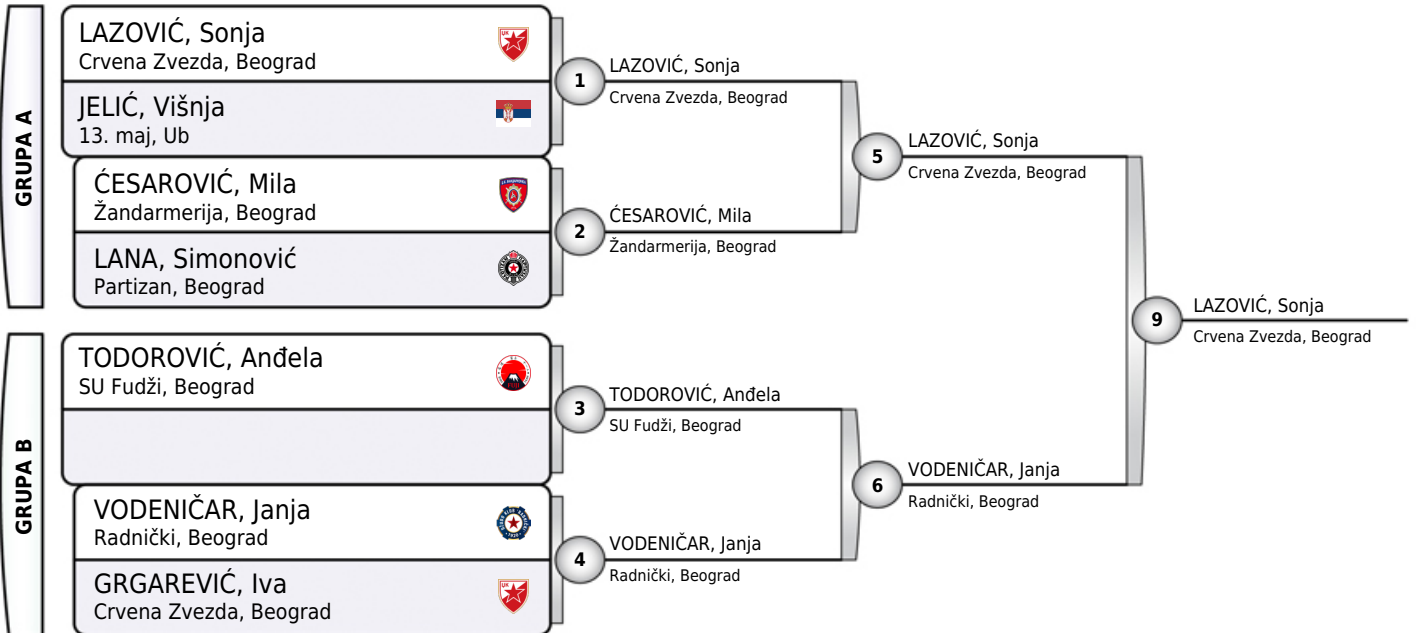 GRUPA A
LAZOVIĆ, Sonja
Crvena Zvezda, Beograd
JELIĆ, Višnja
13. maj, Ub
ĆESAROVIĆ, Mila
Žandarmerija, Beograd
LANA, Simonović
Partizan, Beograd
GRUPA B
TODOROVIĆ, Anđela
SU Fudži, Beograd
VODENIČAR, Janja
Radnički, Beograd
GRGAREVIĆ, Iva
Crvena Zvezda, Beograd
1
LAZOVIĆ, Sonja
Crvena Zvezda, Beograd
2
ĆESAROVIĆ, Mila
Žandarmerija, Beograd
3
TODOROVIĆ, Anđela
SU Fudži, Beograd
4
VODENIČAR, Janja
Radnički, Beograd
5
LAZOVIĆ, Sonja
Crvena Zvezda, Beograd
6
VODENIČAR, Janja
Radnički, Beograd
9
LAZOVIĆ, Sonja
Crvena Zvezda, Beograd